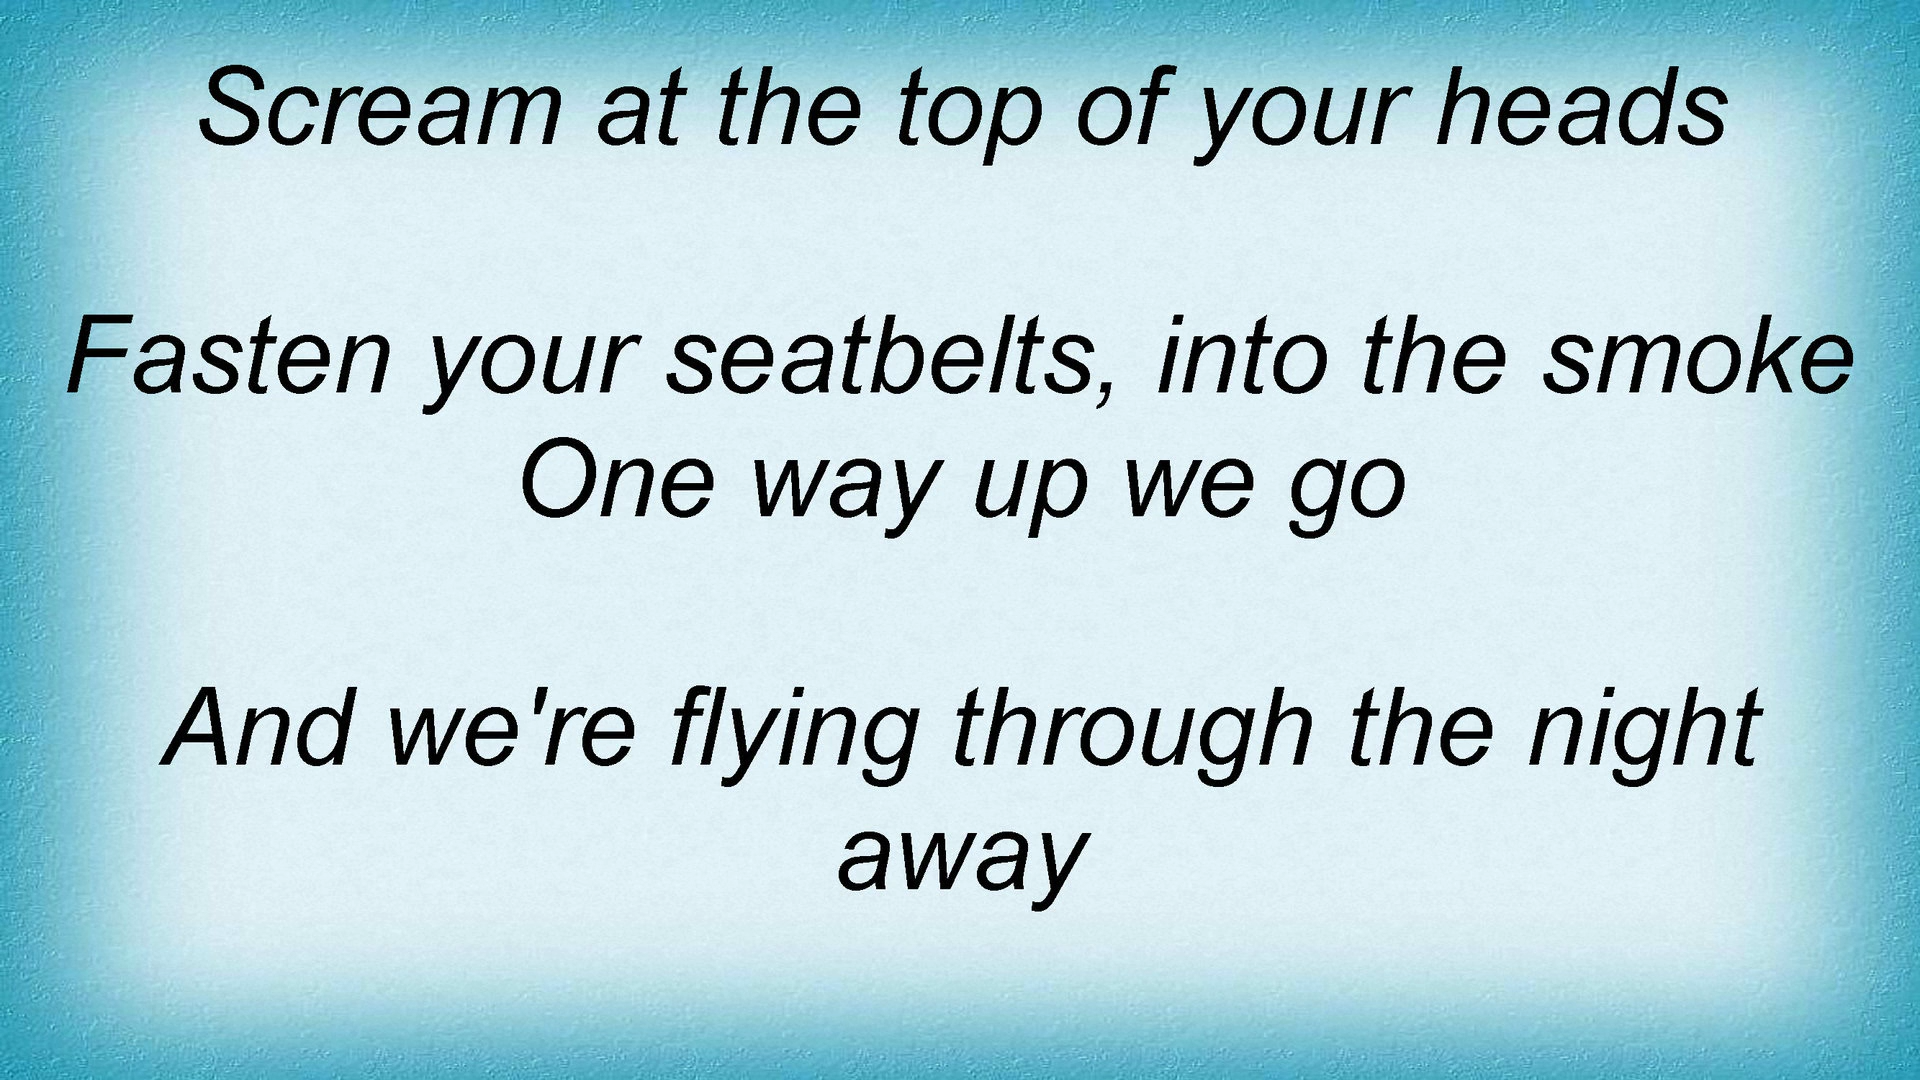 Scream at the top of your heads
Fasten your seatbelts, into the smoke
One way up we go
And we're flying through the night
away